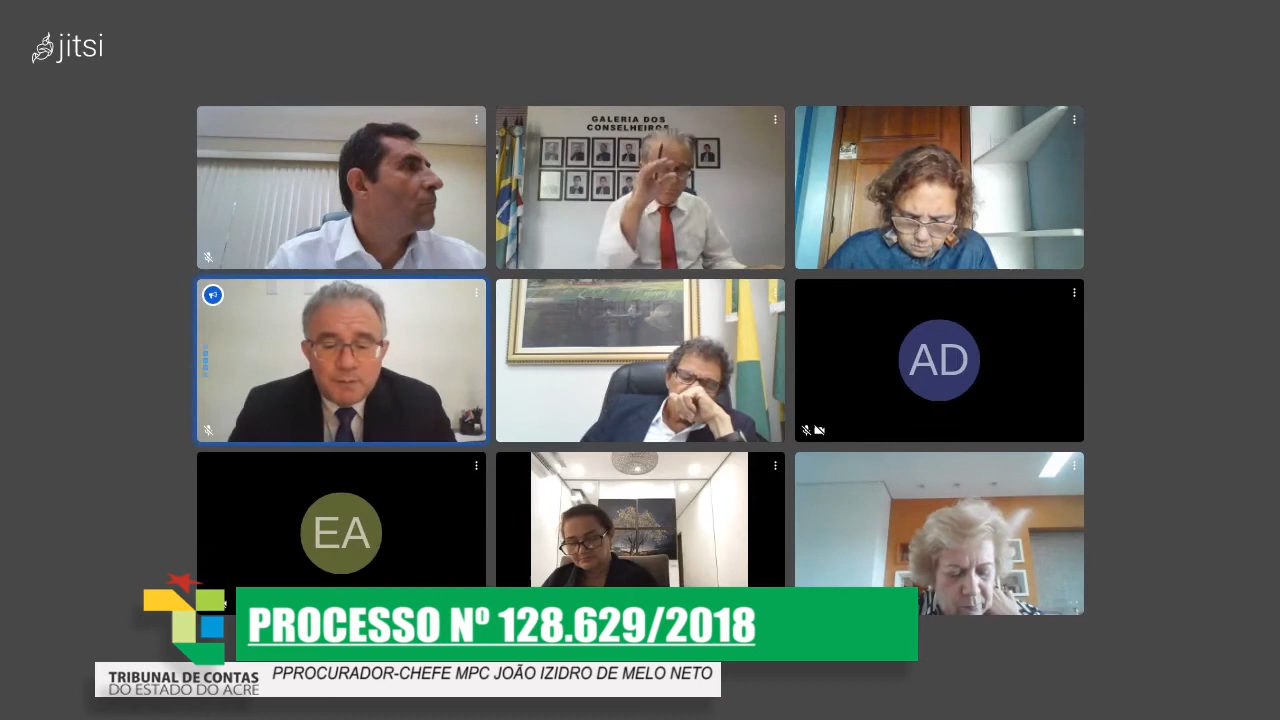 jitsi
GALERIA DOS
CONSELHEIROS
AD
EA
PROCESSO Nº 128.629/2018
PPROCURADOR-CHEFE MPC JOÃO IZIDRO DE MELO NETO
TRIBUNAL DE CONTAS
DO ESTADO DO ACRE